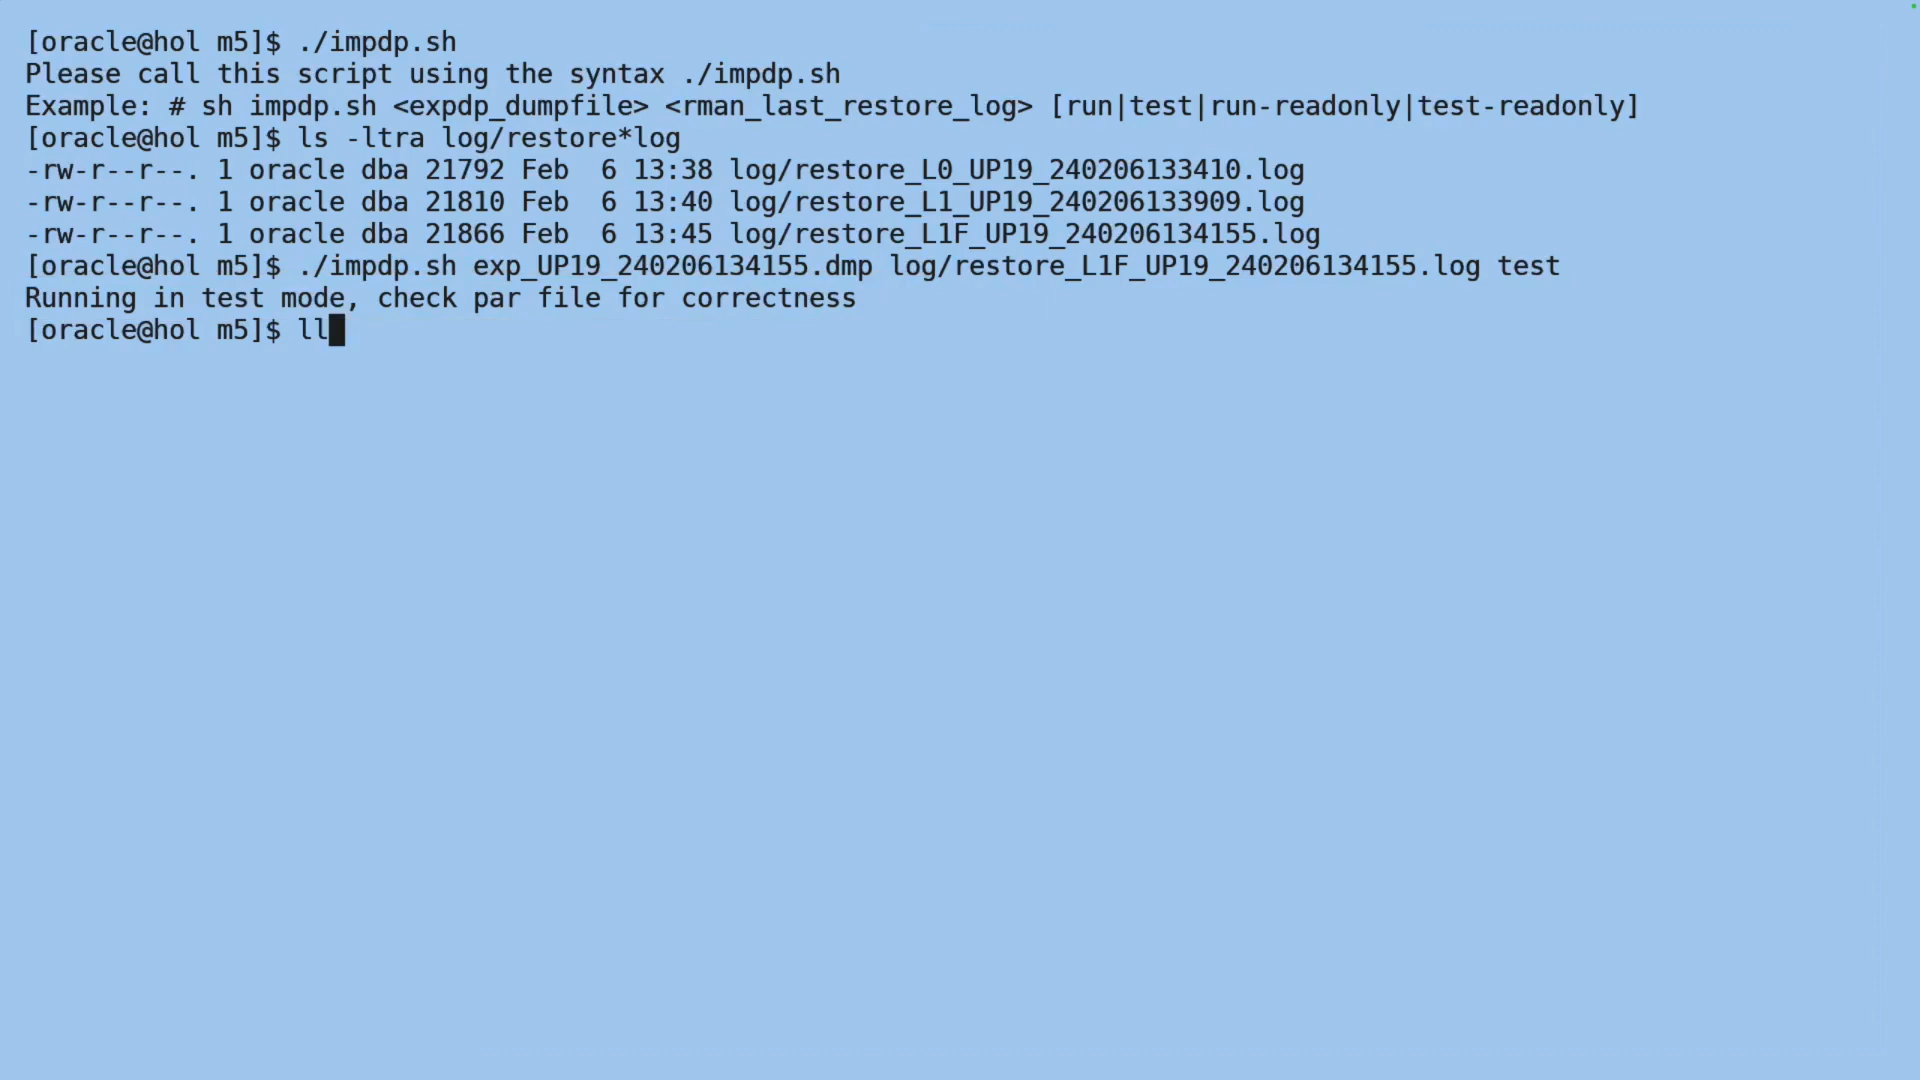 [oracle@hol m5]$ ./impdp.sh
Please call this script using the syntax ./impdp.sh
Example: # sh impdp.sh <expdp_dumpfile> <rman_last_restore_log> [run|test|run-readonly|test-readonly]
[oracle@hol m5]$ ls -ltra log/restore*log
-rw-r--r--. 1 oracle dba 21792 Feb  6 13:38 log/restore_L0_UP19_240206133410.log
-rw-r--r--. 1 oracle dba 21810 Feb  6 13:40 log/restore_L1_UP19_240206133909.log
-rw-r--r--. 1 oracle dba 21866 Feb  6 13:45 log/restore_L1F_UP19_240206134155.log
[oracle@hol m5]$ ./impdp.sh exp_UP19_240206134155.dmp log/restore_L1F_UP19_240206134155.log test
Running in test mode, check par file for correctness
[oracle@hol m5]$ ll